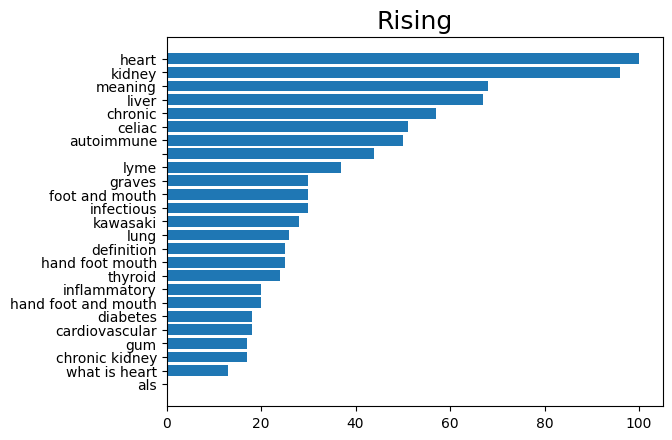 Rising
heart
kidney
meaning
liver
chronic
celiac
autoimmune
lyme
graves
foot and mouth
infectious
kawasaki
lung
definition
hand foot mouth
thyroid
inflammatory
hand foot and mouth
diabetes
cardiovascular
gum
chronic kidney
what is heart
als
0 20 40 60 80 100